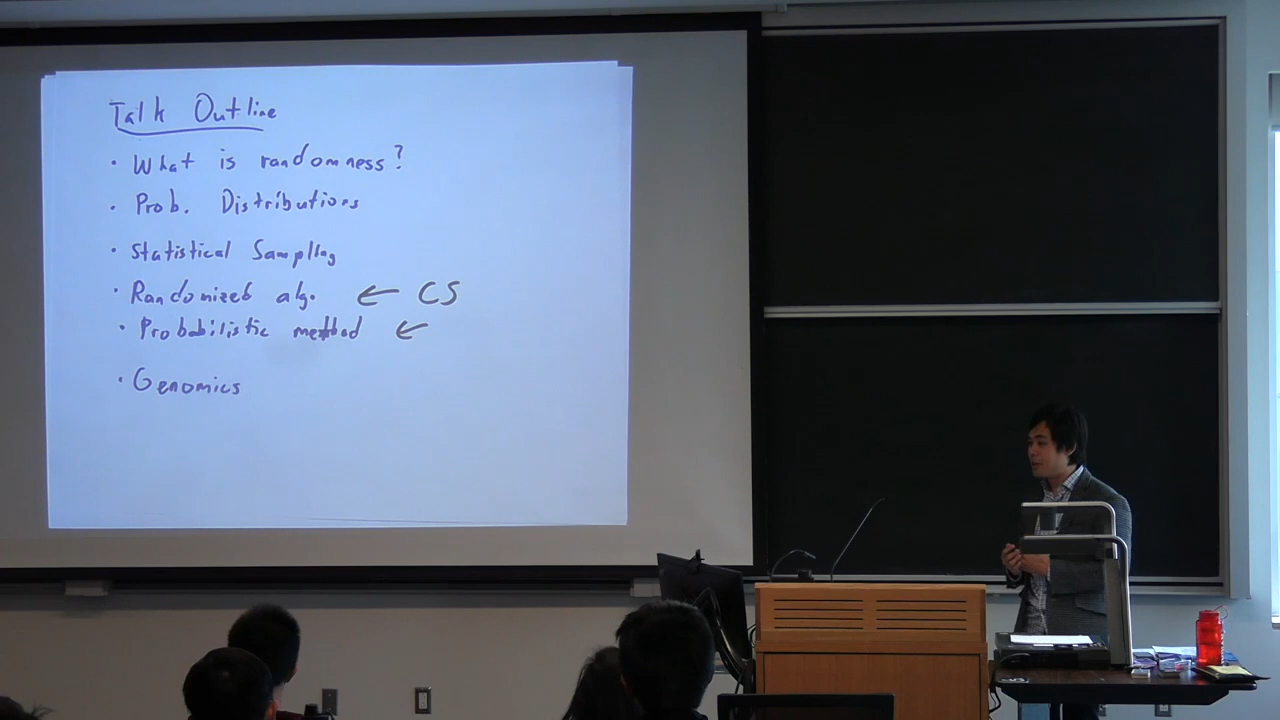 Talk Outline
· What is randomness?
· Prob. Distributions
· Statistical Sampling
· Randomized alg. ← CS
· Probabilistic method ←
· Genomics